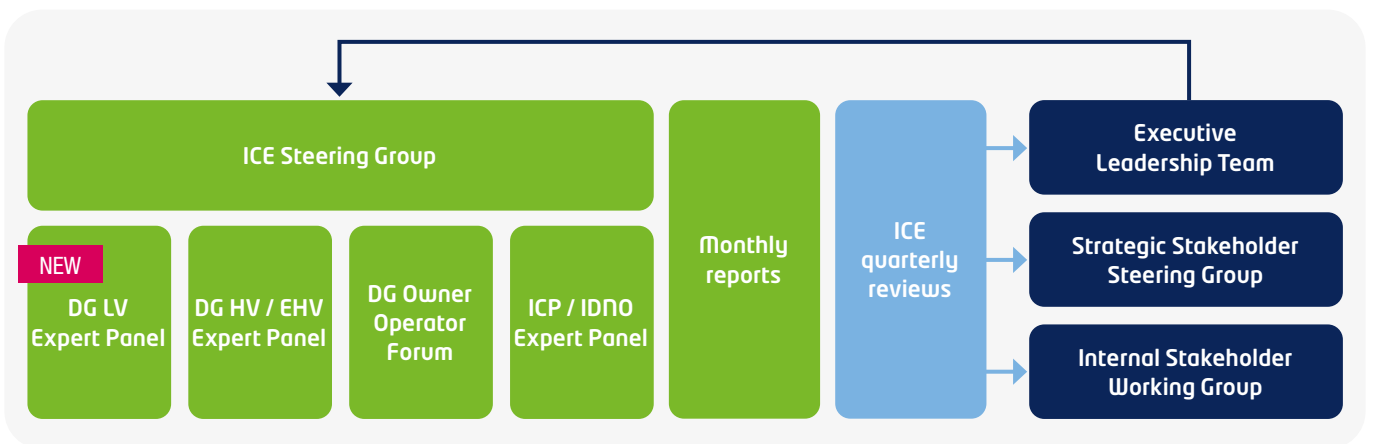 ICE Steering Group
NEW
DG LV
Expert Panel
DG HV / EHV
Expert Panel
DG Owner
Operator
Forum
ICP / IDNO
Expert Panel
Monthly
reports
ICE
quarterly
reviews
Executive
Leadership Team
Strategic Stakeholder
Steering Group
Internal Stakeholder
Working Group